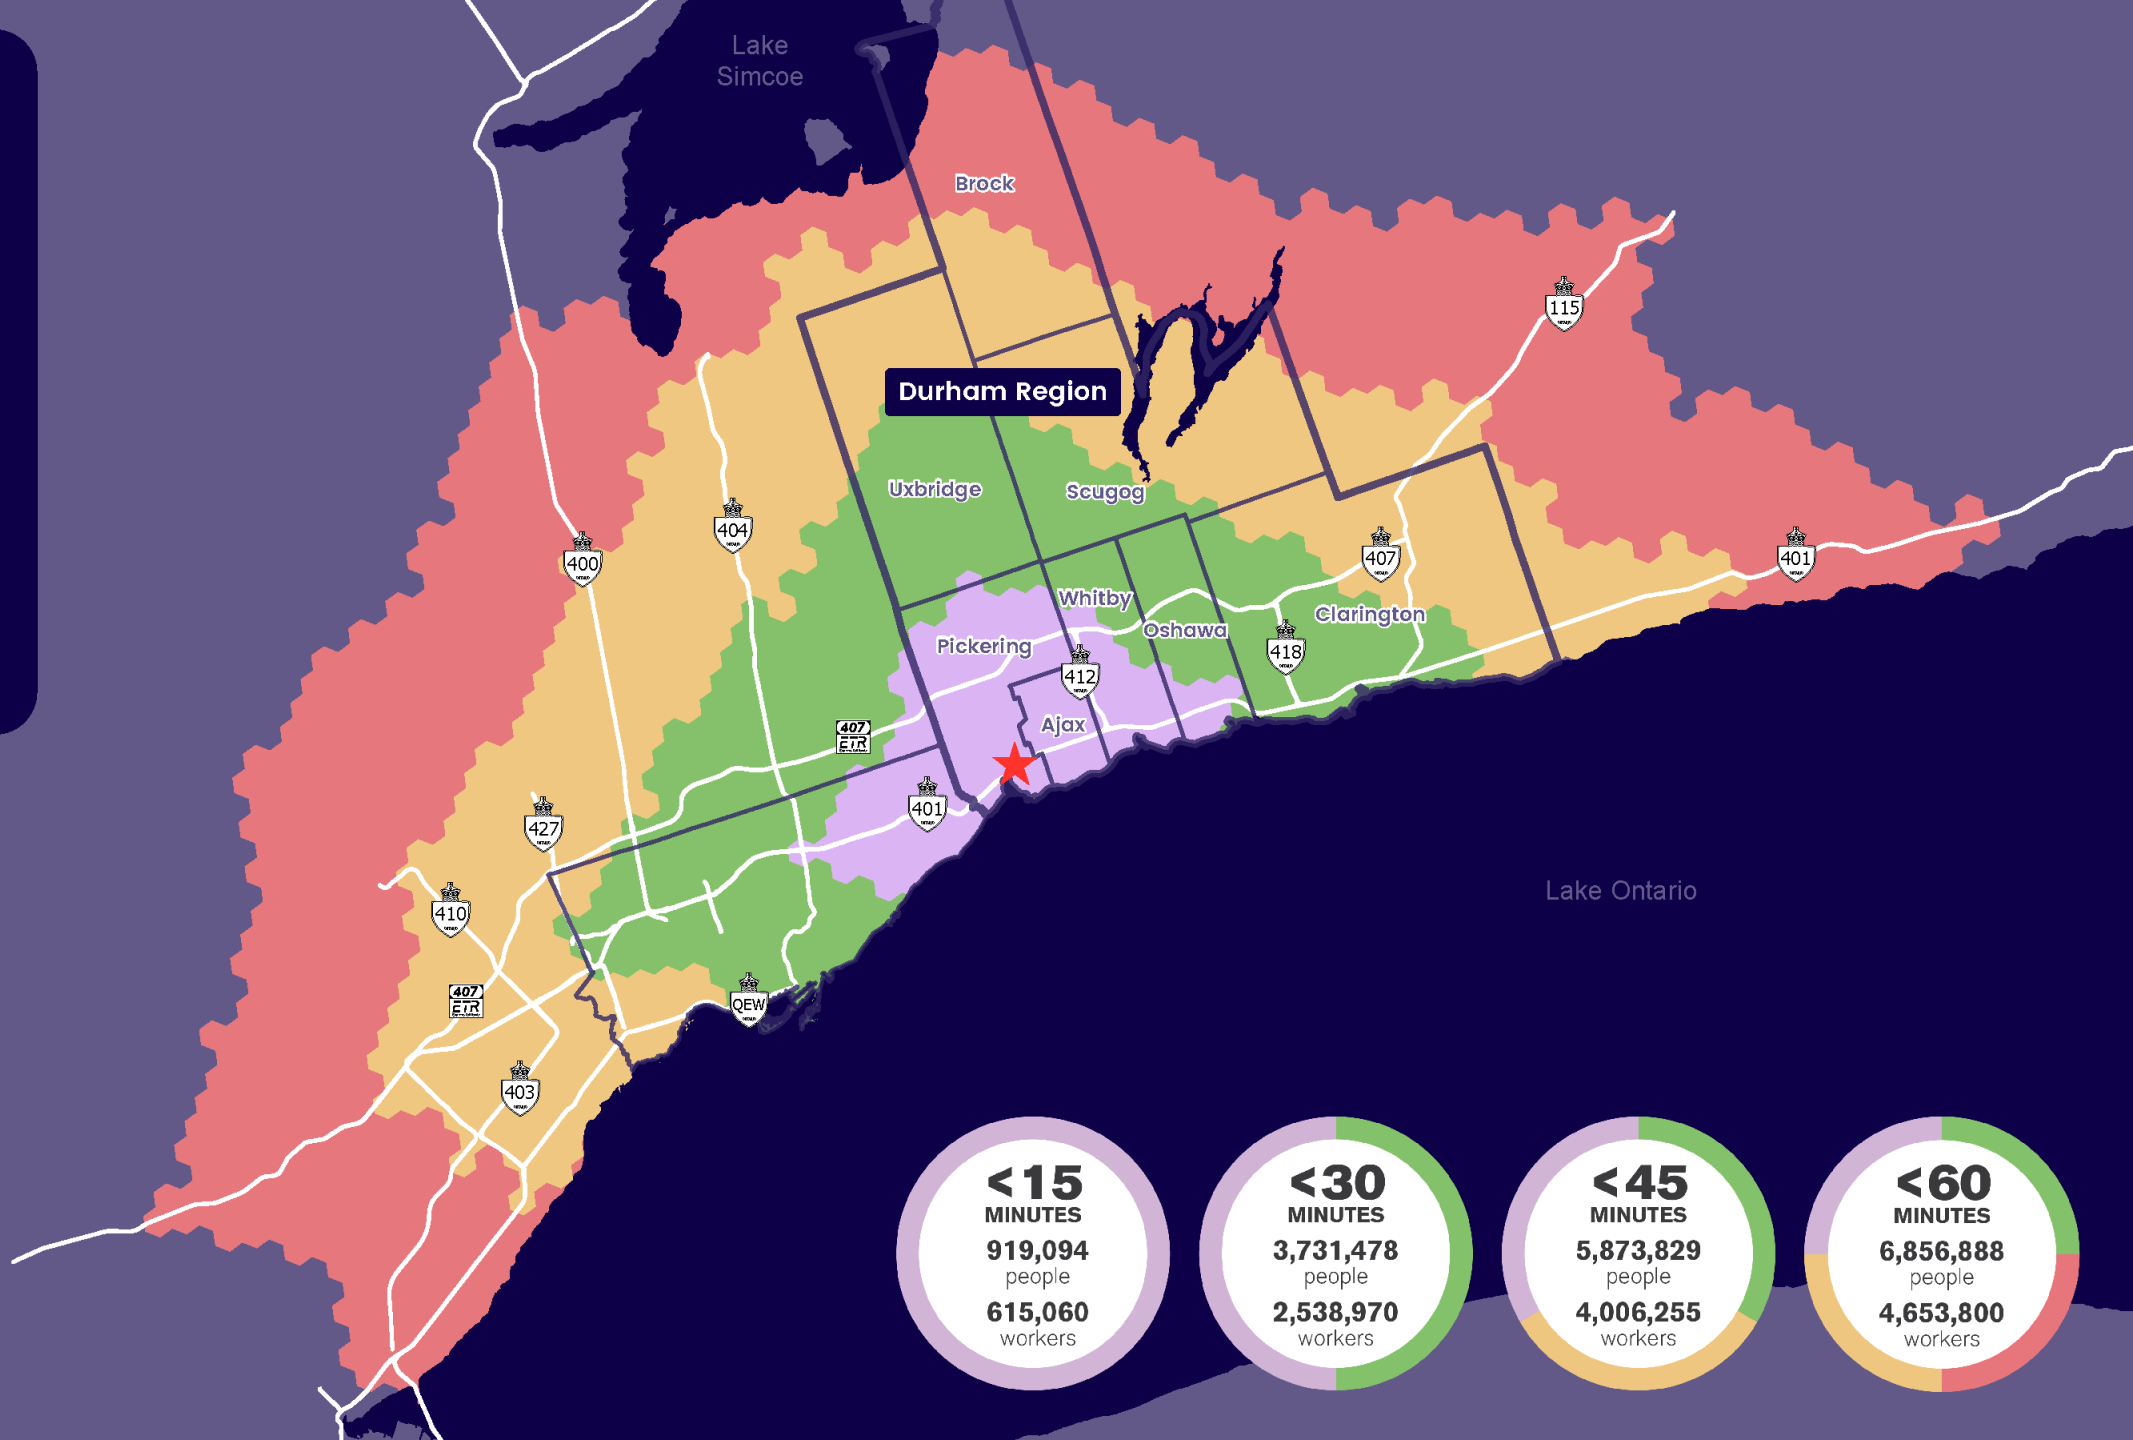 Lake
Simcoe
Brock
115
Durham Region
Uxbridge
Scugog
404
400
407
401
Whitby
Clarington
Oshawa
Pickering
418
412
Ajax
407
ETR
401
427
Lake Ontario
410
407
ETR
QEW
403
<15
MINUTES
919,094
people
615,060
workers
<30
MINUTES
3,731,478
people
2,538,970
workers
<45
MINUTES
5,873,829
people
4,006,255
workers
<60
MINUTES
6,856,888
people
4,653,800
workers